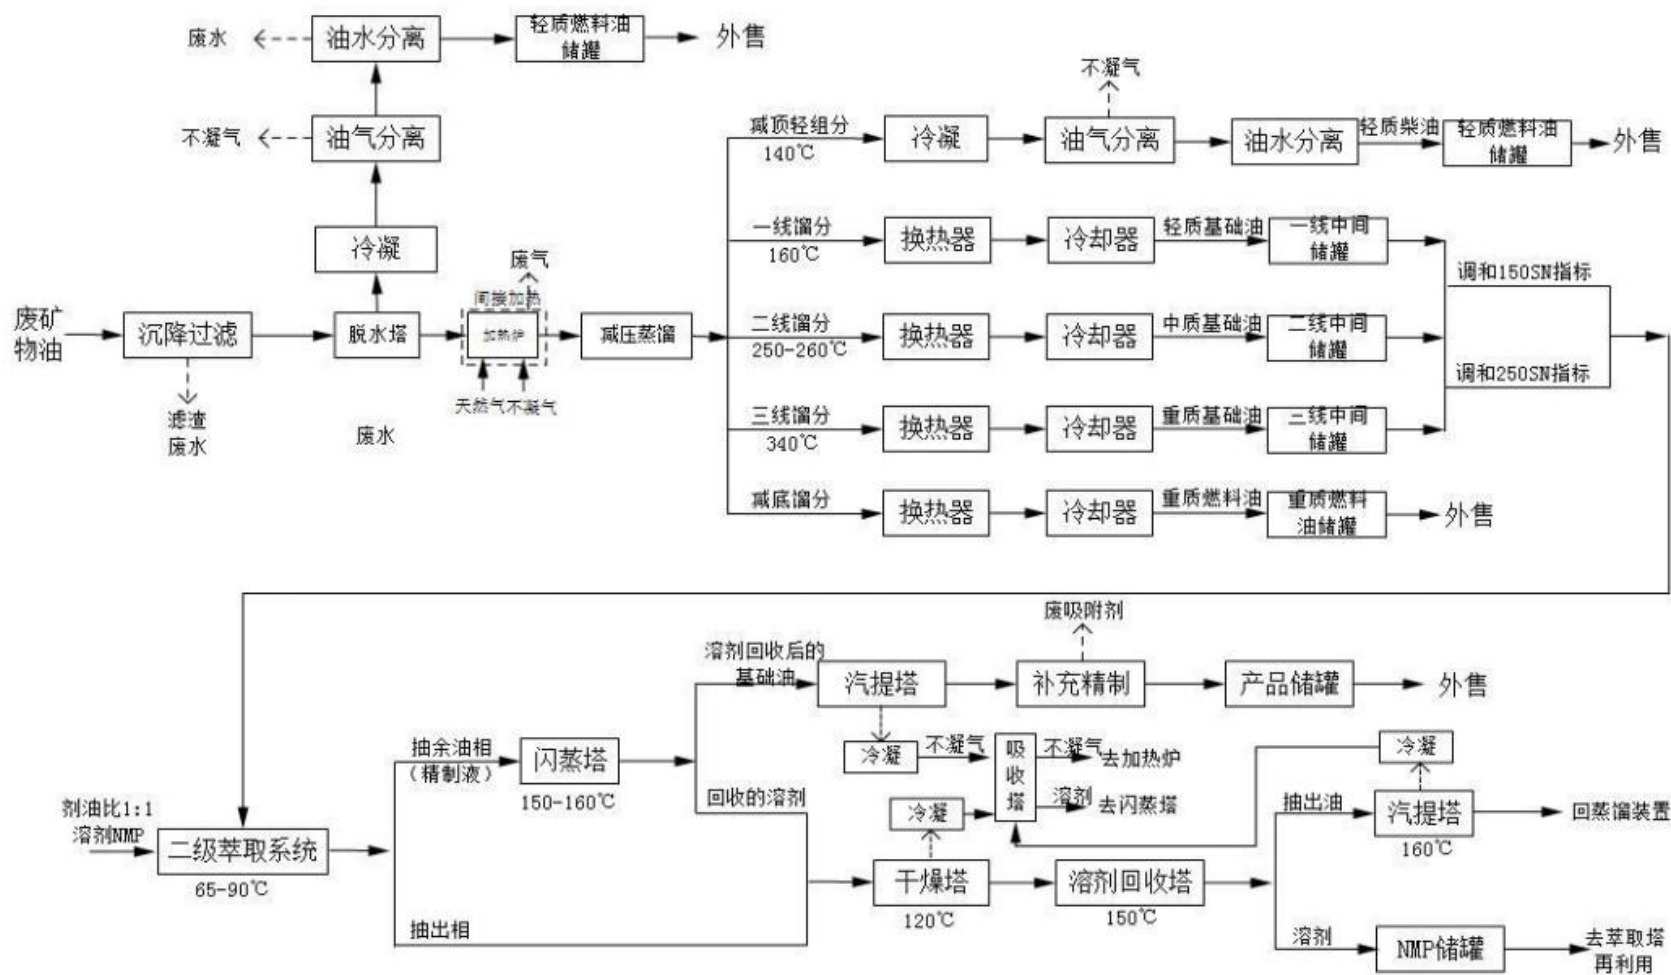 废水
油水分离
轻质燃料油
储罐
外售
不凝气
油气分离
冷凝
废矿
物油
沉降过滤
滤渣
废水
脱水塔
废水
废气
间接加热
加热炉
天然气
不凝气
减压蒸馏
减顶轻组分
140℃
冷凝
不凝气
油气分离
油水分离
轻质柴油
轻质燃料油
储罐
外售
一线馏分
160℃
换热器
冷却器
轻质基础油
一线中间
储罐
二线馏分
250-260℃
换热器
冷却器
中质基础油
二线中间
储罐
三线馏分
340℃
换热器
冷却器
重质基础油
三线中间
储罐
减底馏分
换热器
冷却器
重质燃料油
重质燃料
油储罐
外售
调和150SN指标
调和250SN指标
剂油比1:1
溶剂NMP
二级萃取系统
65-90℃
抽余油相
（精制液）
闪蒸塔
150-160℃
抽出相
溶剂回收后的
基础油
汽提塔
废吸附剂
补充精制
产品储罐
外售
冷凝
不凝气
吸
收
塔
不凝气
去加热炉
溶剂
去闪蒸塔
回收的溶剂
冷凝
干燥塔
120℃
溶剂回收塔
150℃
抽出油
冷凝
汽提塔
160℃
回蒸馏装置
溶剂
NMP储罐
去萃取塔
再利用